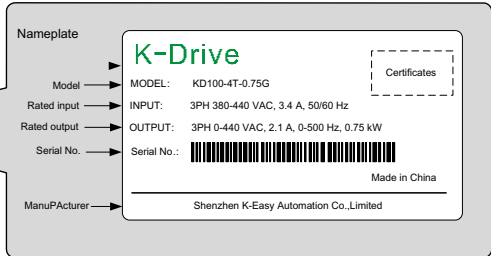 Nameplate
K-Drive
Certificates
Model MODEL: KD100-4T-0.75G
Rated input INPUT: 3PH 380-440 VAC, 3.4 A, 50/60 Hz
Rated output OUTPUT: 3PH 0-440 VAC, 2.1 A, 0-500 Hz, 0.75 kW
Serial No. Serial No.:
Made in China
ManuPActurer Shenzhen K-Easy Automation Co.,Limited